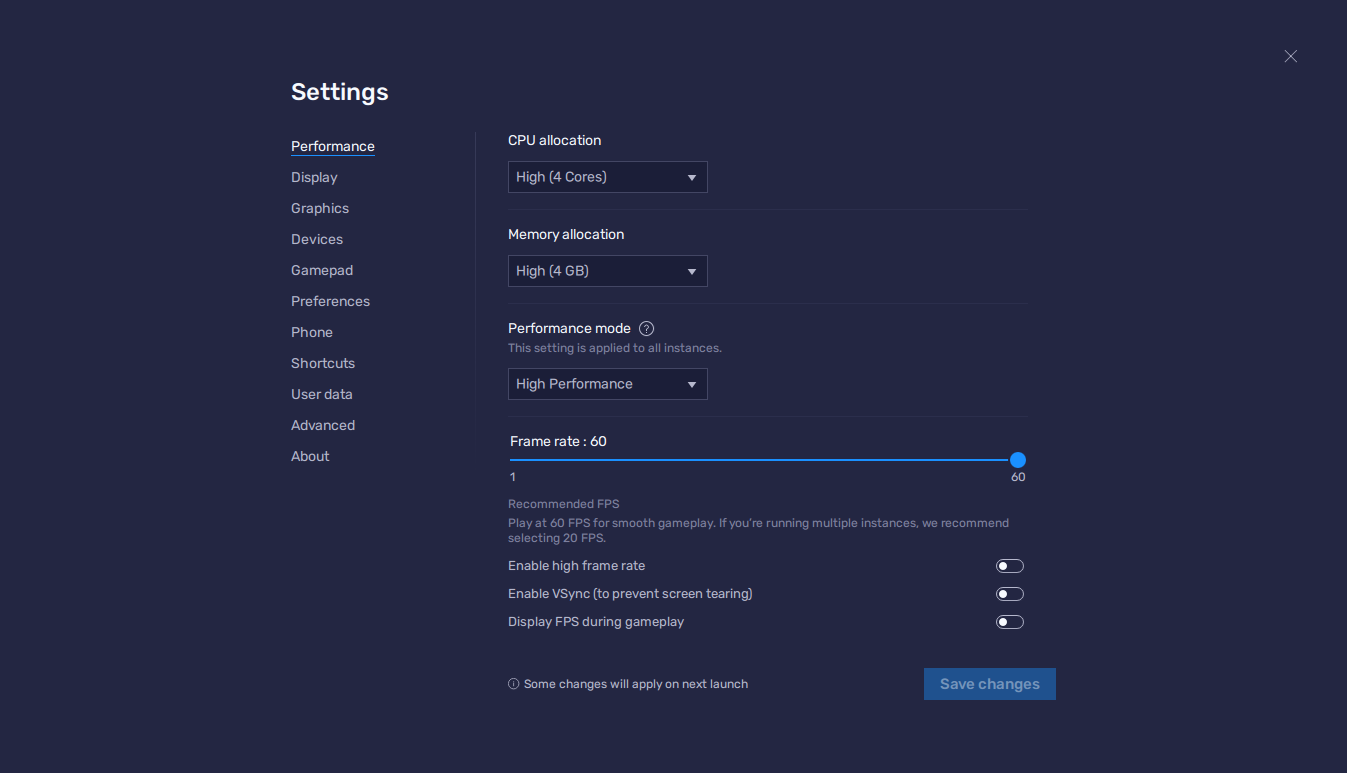 Settings
Performance
Display
Graphics
Devices
Gamepad
Preferences
Phone
Shortcuts
User data
Advanced
About
CPU allocation
High (4 Cores)
Memory allocation
High (4 GB)
Performance mode ?
This setting is applied to all instances.
High Performance
Frame rate : 60
1 60
Recommended FPS
Play at 60 FPS for smooth gameplay. If you're running multiple instances, we recommend
selecting 20 FPS.
Enable high frame rate
Enable VSync (to prevent screen tearing)
Display FPS during gameplay
Some changes will apply on next launch
Save changes